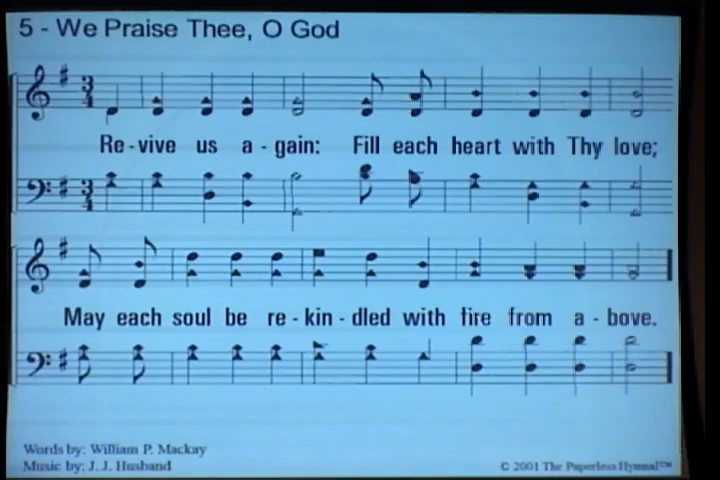 5 - We Praise Thee, O God
Re - vive us a - gain: Fill each heart with Thy love;
May each soul be re - kin - dled with fire from a - bove.
Words by: William P. Mackay
Music by: J. J. Husband
© 2001 The Paperless Hymnal™